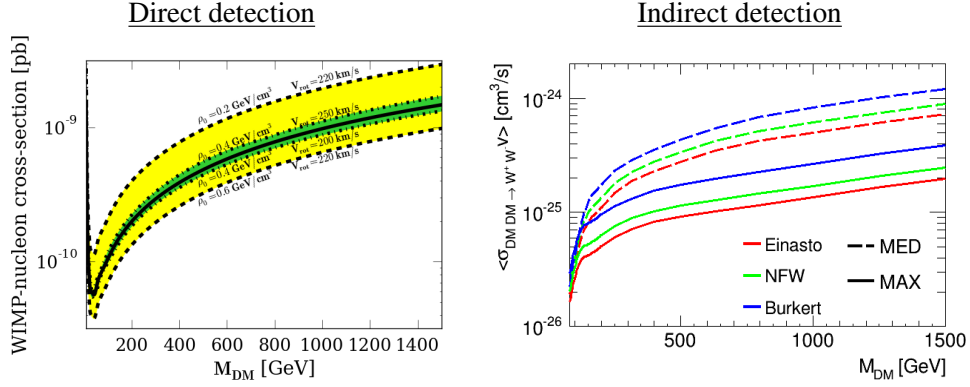 Direct detection
WIMP-nucleon cross-section [pb]
10⁻⁹
10⁻¹⁰
ρ₀ = 0.2 GeV/cm³ V_rot = 220 km/s
ρ₀ = 0.4 GeV/cm³ V_rot = 250 km/s
ρ₀ = 0.4 GeV/cm³ V_rot = 200 km/s
ρ₀ = 0.6 GeV/cm³ V_rot = 220 km/s
200 400 600 800 1000 1200 1400
M_DM [GeV]
Indirect detection
<σ_DM DM → W⁺ W⁻ v> [cm³/s]
10⁻²⁴
10⁻²⁵
10⁻²⁶
Einasto
NFW
Burkert
MED
MAX
500 1000 1500
M_DM [GeV]